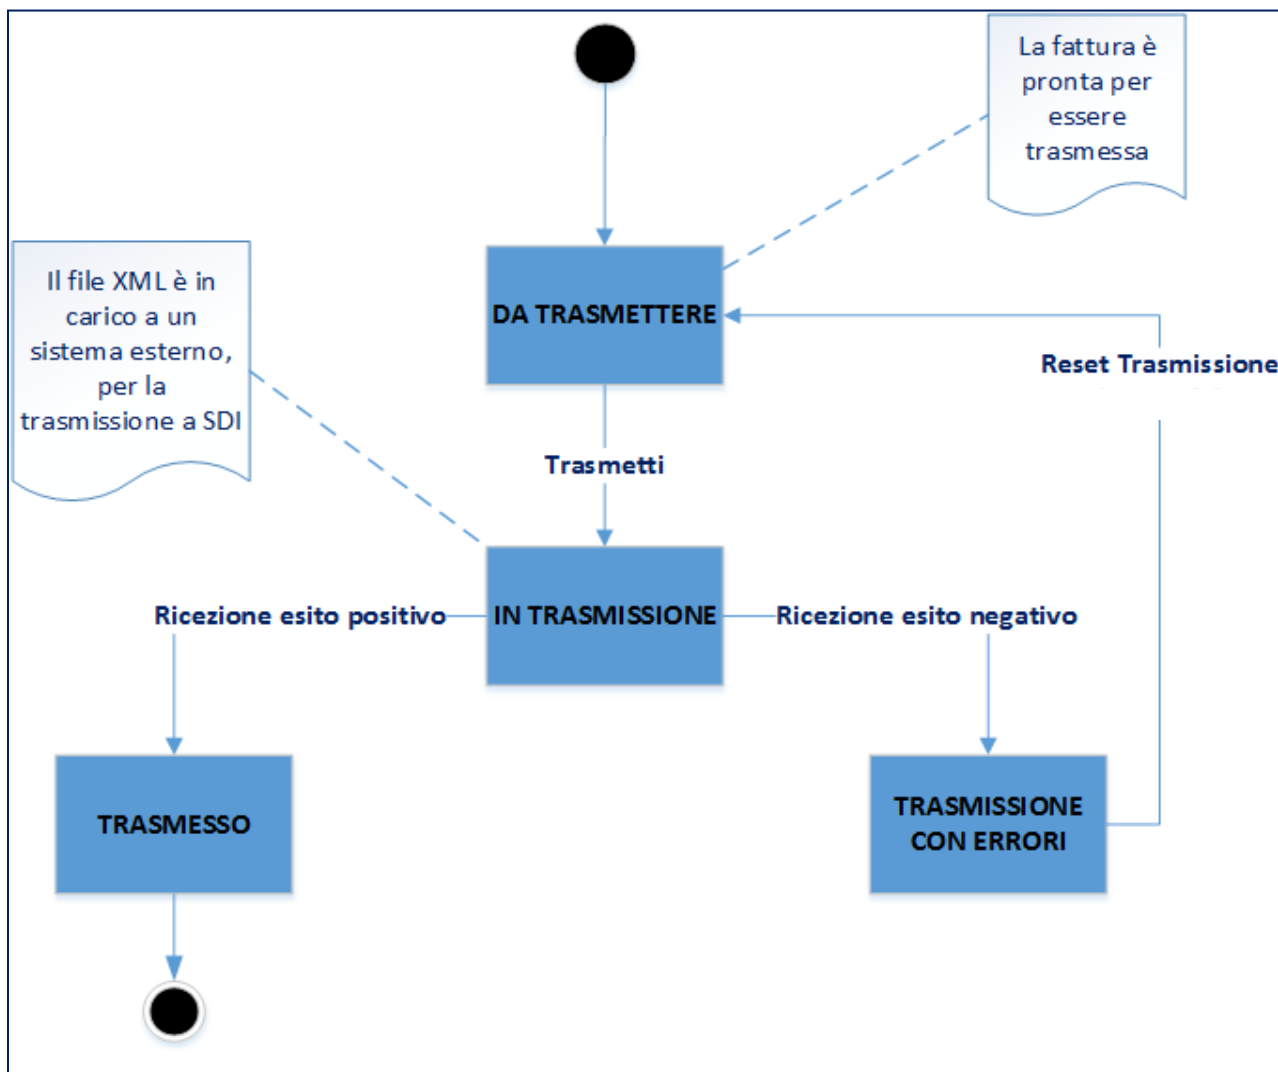 La fattura è
pronta per
essere
trasmessa
Il file XML è in
carico a un
sistema esterno,
per la
trasmissione a SDI
DA TRASMETTERE
Reset Trasmissione
Trasmetti
Ricezione esito positivo
IN TRASMISSIONE
Ricezione esito negativo
TRASMESSO
TRASMISSIONE
CON ERRORI